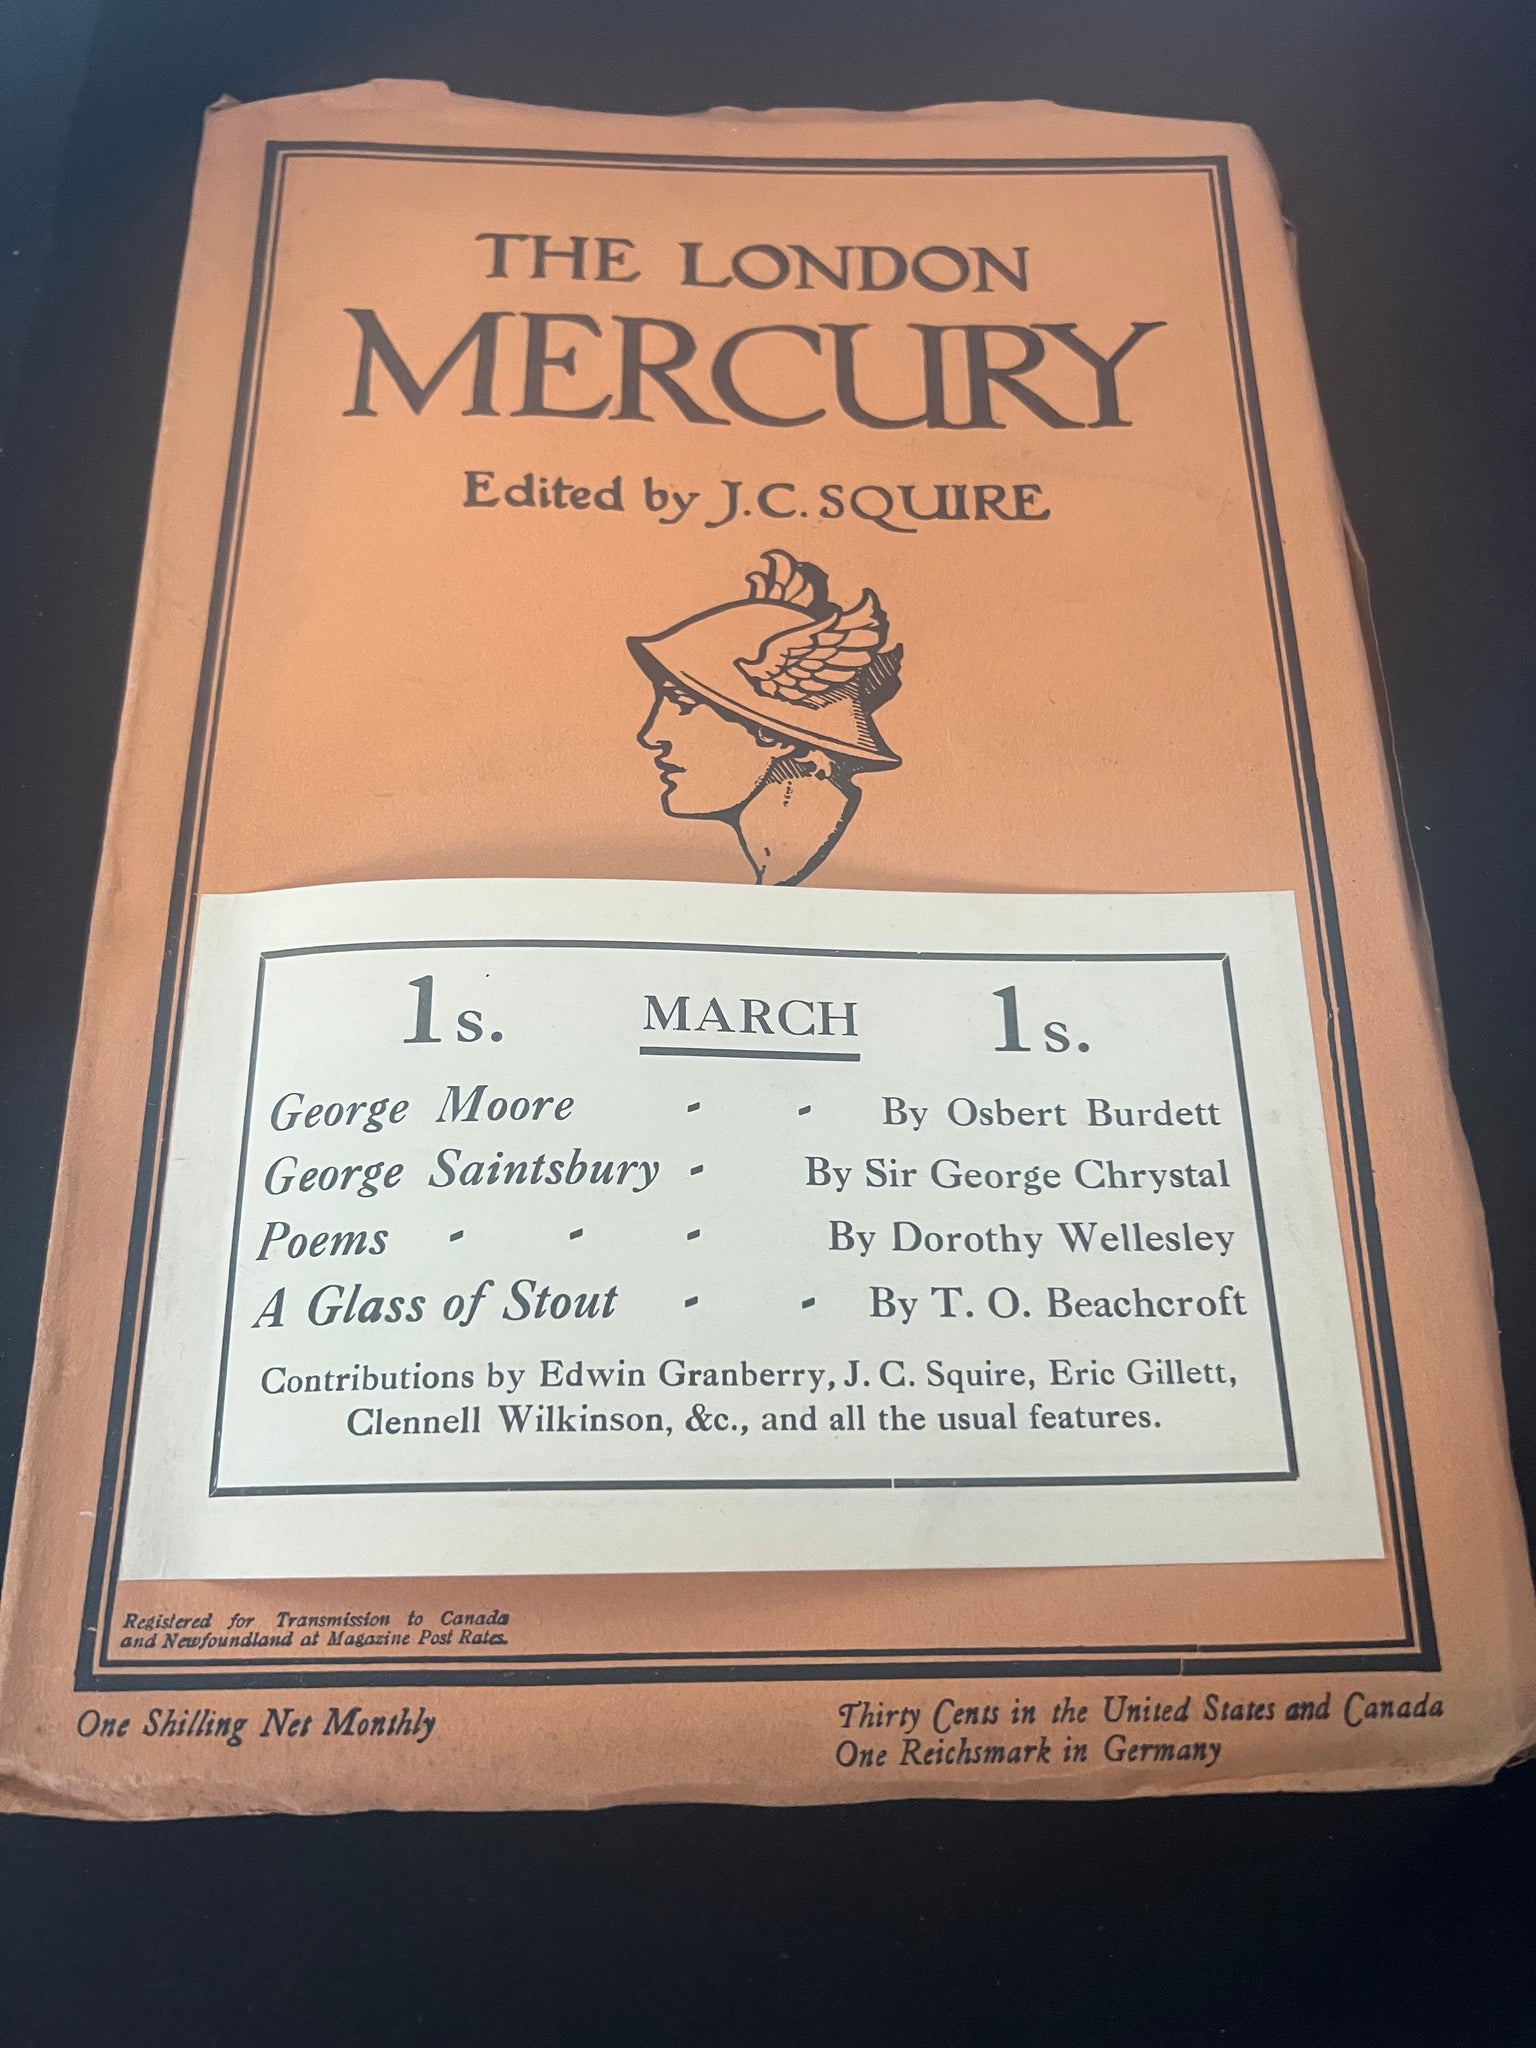 THE LONDON
MERCURY
Edited by J.C. SQUIRE
1s. MARCH 1s.
George Moore - - By Osbert Burdett
George Saintsbury - By Sir George Chrystal
Poems - - - By Dorothy Wellesley
A Glass of Stout - - By T. O. Beachcroft
Contributions by Edwin Granberry, J. C. Squire, Eric Gillett,
Clennell Wilkinson, &c., and all the usual features.
Registered for Transmission to Canada
and Newfoundland at Magazine Post Rates.
One Shilling Net Monthly
Thirty Cents in the United States and Canada
One Reichsmark in Germany